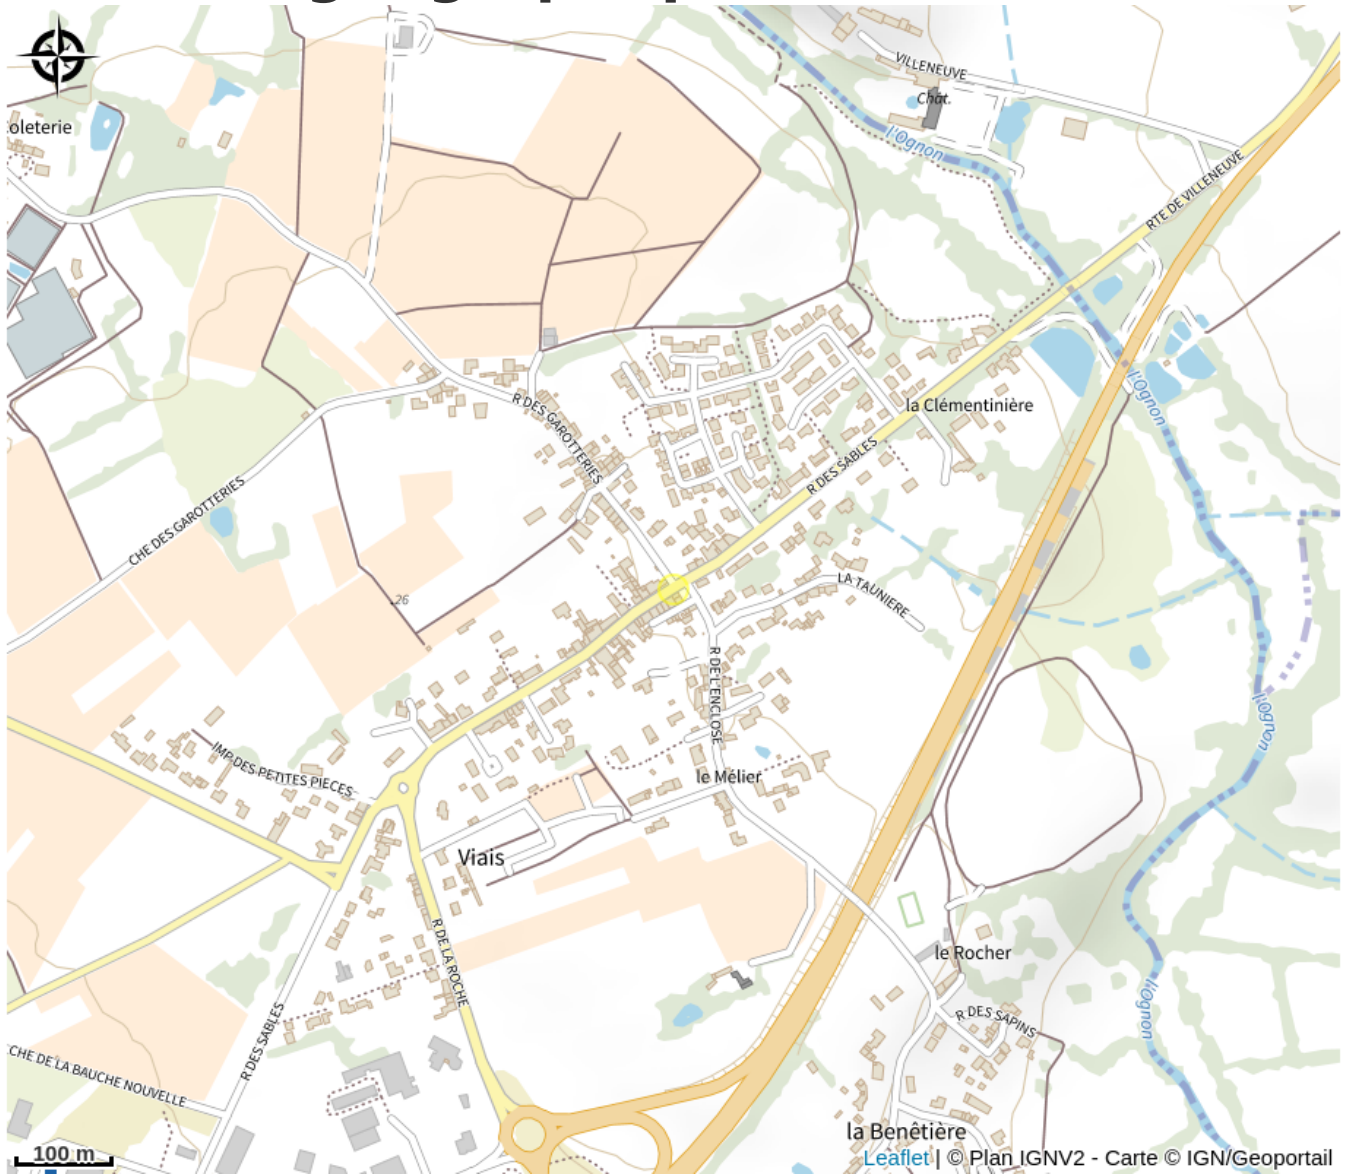 VILLENEUVE
Chât.
oleterie
l'Ognon
RTE DE VILLENEUVE
l'Ognon
la Clémentinière
R DES GAROTTERIES
R DES SABLES
CHE DES GAROTTERIES
26
LA TAUNIERE
R DE L'ENCLOSE
l'Ognon
IMP DES PETITES PIECES
le Mélier
Viais
R DE LA ROCHE
le Rocher
l'Ognon
R DES SAPINS
R DES SABLES
CHE DE LA BAUCHE NOUVELLE
la Benêtière
100 m
Leaflet | © Plan IGNV2 - Carte © IGN/Geoportail